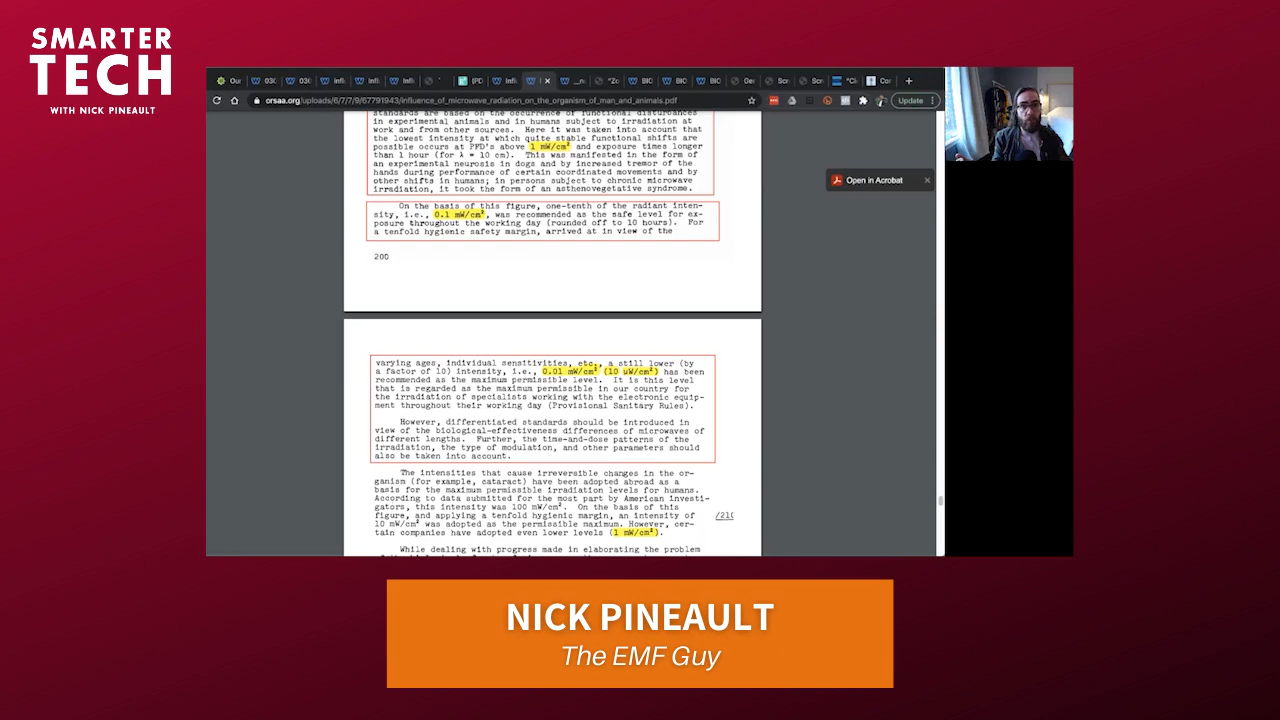 SMARTER
TECH
WITH NICK PINEAULT
orsaa.org/uploads/6/7/7/9/67791943/influence_of_microwave_radiation_on_the_organism_of_man_and_animals.pdf
Update
Open in Acrobat
standards are based on the occurrence of functional disturbances
in experimental animals and in humans subject to irradiation at
work and from other sources. Here it was taken into account that
the lowest intensity at which quite stable functional shifts are
possible occurs at PFD's above 1 mW/cm² and exposure times longer
than 1 hour (for λ = 10 cm). This was manifested in the form of
an experimental neurosis in dogs and by increased tremor of the
hands during performance of certain coordinated movements and by
other shifts in humans; in persons subject to chronic microwave
irradiation, it took the form of an asthenovegetative syndrome.
On the basis of this figure, one-tenth of the radiant inten-
sity, i.e., 0.1 mW/cm², was recommended as the safe level for ex-
posure throughout the working day (rounded off to 10 hours). For
a tenfold hygienic safety margin, arrived at in view of the
200
varying ages, individual sensitivities, etc., a still lower (by
a factor of 10) intensity, i.e., 0.01 mW/cm² (10 μW/cm²) has been
recommended as the maximum permissible level. It is this level
that is regarded as the maximum permissible in our country for
the irradiation of specialists working with the electronic equip-
ment throughout their working day (Provisional Sanitary Rules).
However, differentiated standards should be introduced in
view of the biological-effectiveness differences of microwaves of
different lengths. Further, the time-and-dose patterns of the
irradiation, the type of modulation, and other parameters should
also be taken into account.
The intensities that cause irreversible changes in the or-
ganism (for example, cataract) have been adopted abroad as a
basis for the maximum permissible irradiation levels for humans.
According to data submitted for the most part by American investi-
gators, this intensity was 100 mW/cm². On the basis of this
figure, and applying a tenfold hygienic margin, an intensity of
10 mW/cm² was adopted as the permissible maximum. However, cer-
tain companies have adopted even lower levels (1 mW/cm²).
/210
While dealing with progress made in elaborating the problem
NICK PINEAULT
The EMF Guy